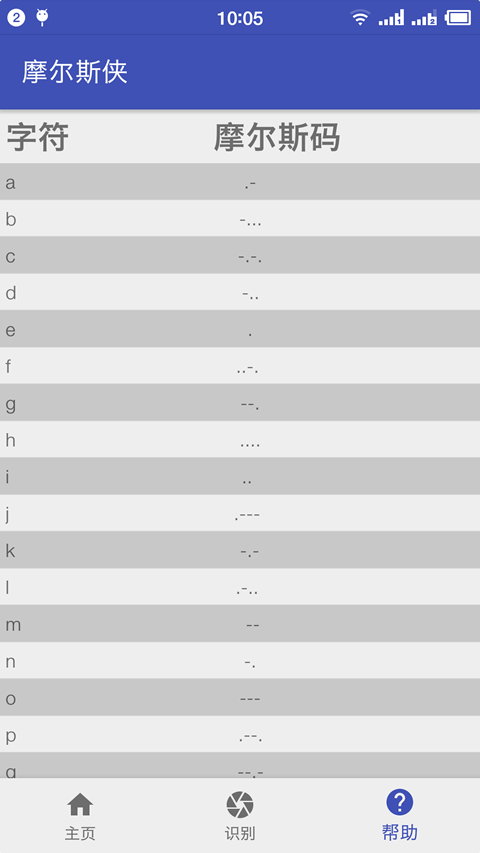 2 10:05 2
摩尔斯侠
字符 摩尔斯码
a .-
b -...
c -.-.
d -..
e .
f ..-.
g --.
h ....
i ..
j .---
k -.-
l .-..
m --
n -.
o ---
p .--.
q --.-
主页 识别 帮助